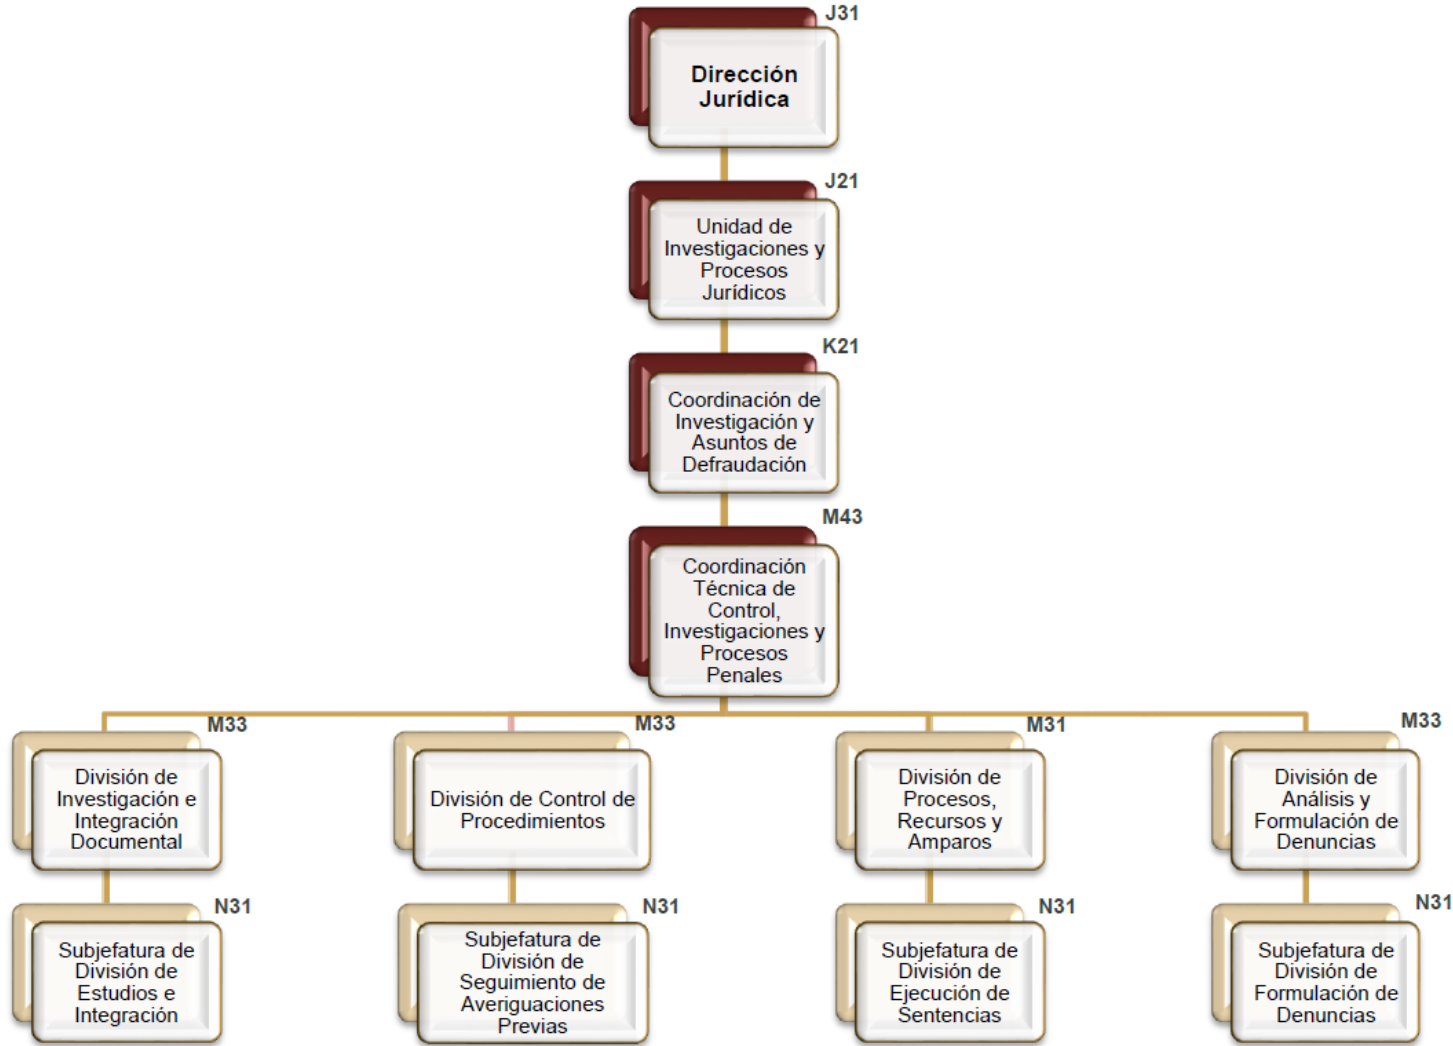 J31
Dirección
Jurídica
J21
Unidad de
Investigaciones y
Procesos
Jurídicos
K21
Coordinación de
Investigación y
Asuntos de
Defraudación
M43
Coordinación
Técnica de
Control,
Investigaciones y
Procesos
Penales
M33
División de
Investigación e
Integración
Documental
M33
División de Control de
Procedimientos
M31
División de
Procesos,
Recursos y
Amparos
M33
División de
Análisis y
Formulación de
Denuncias
N31
Subjefatura de
División de
Estudios e
Integración
N31
Subjefatura de
División de
Seguimiento de
Averiguaciones
Previas
N31
Subjefatura de
División de
Ejecución de
Sentencias
N31
Subjefatura de
División de
Formulación de
Denuncias